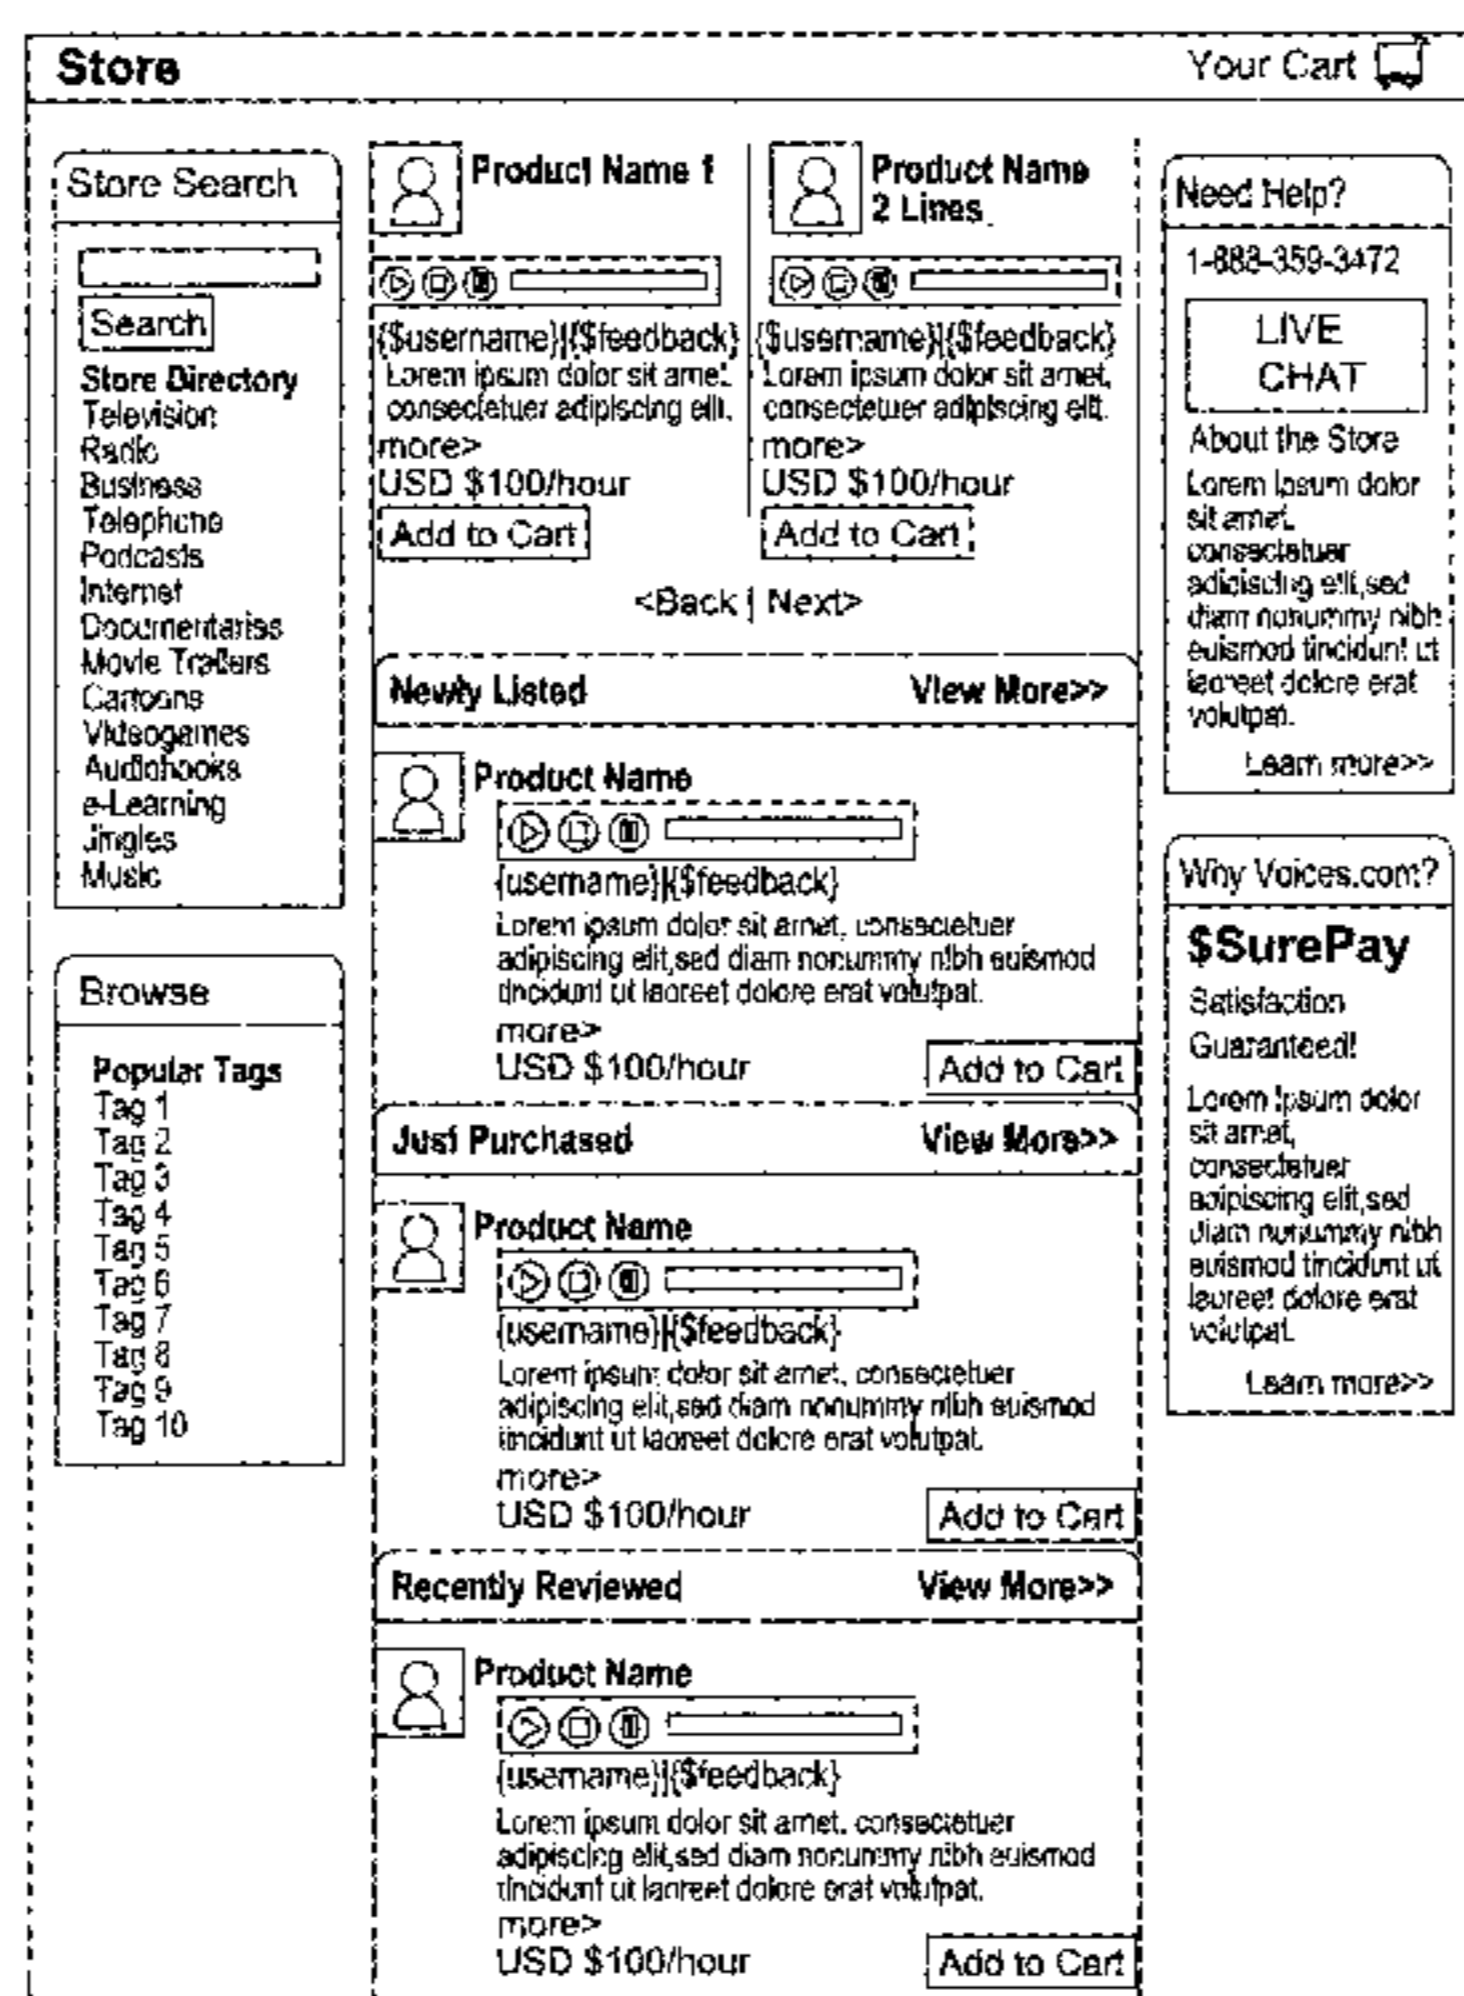 Store
Your Cart
Store Search
Search
Store Directory
Television
Radio
Business
Telephone
Podcasts
Internet
Documentaries
Movie Trailers
Cartoons
Videogames
Audiobooks
e-Learning
Jingles
Music
Browse
Popular Tags
Tag 1
Tag 2
Tag 3
Tag 4
Tag 5
Tag 6
Tag 7
Tag 8
Tag 9
Tag 10
Product Name 1
{$username}|{$feedback}
Lorem ipsum dolor sit amet,
consectetuer adipiscing elit.
more>
USD $100/hour
Add to Cart
Product Name
2 Lines
{$username}|{$feedback}
Lorem ipsum dolor sit amet,
consectetuer adipiscing elit.
more>
USD $100/hour
Add to Cart
<Back | Next>
Newly Listed
View More>>
Product Name
{username}|{$feedback}
Lorem ipsum dolor sit amet, consectetuer
adipiscing elit,sed diam nonummy nibh euismod
tincidunt ut laoreet dolore erat volutpat.
more>
USD $100/hour
Add to Cart
Just Purchased
View More>>
Product Name
{username}|{$feedback}
Lorem ipsum dolor sit amet, consectetuer
adipiscing elit,sed diam nonummy nibh euismod
tincidunt ut laoreet dolore erat volutpat.
more>
USD $100/hour
Add to Cart
Recently Reviewed
View More>>
Product Name
{username}|{$feedback}
Lorem ipsum dolor sit amet, consectetuer
adipiscing elit,sed diam nonummy nibh euismod
tincidunt ut laoreet dolore erat volutpat.
more>
USD $100/hour
Add to Cart
Need Help?
1-888-359-3472
LIVE
CHAT
About the Store
Lorem ipsum dolor
sit amet,
consectetuer
adipiscing elit,sed
diam nonummy nibh
euismod tincidunt ut
laoreet dolore erat
volutpat.
Learn more>>
Why Voices.com?
$SurePay
Satisfaction
Guaranteed!
Lorem ipsum dolor
sit amet,
consectetuer
adipiscing elit,sed
diam nonummy nibh
euismod tincidunt ut
laoreet dolore erat
volutpat.
Learn more>>